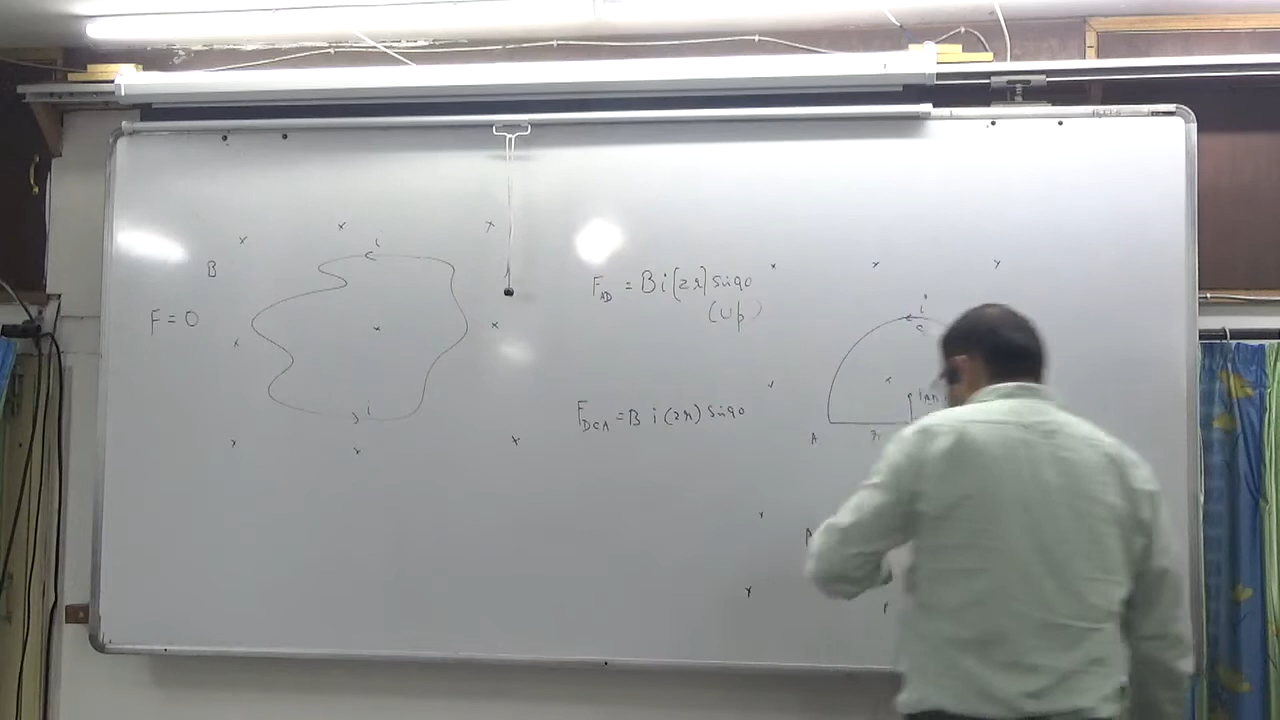 i
B
F = 0
i
F_AD = Bi(2r) sin90
(Up)
F_DCA = B i (2r) sin90
i
C
A